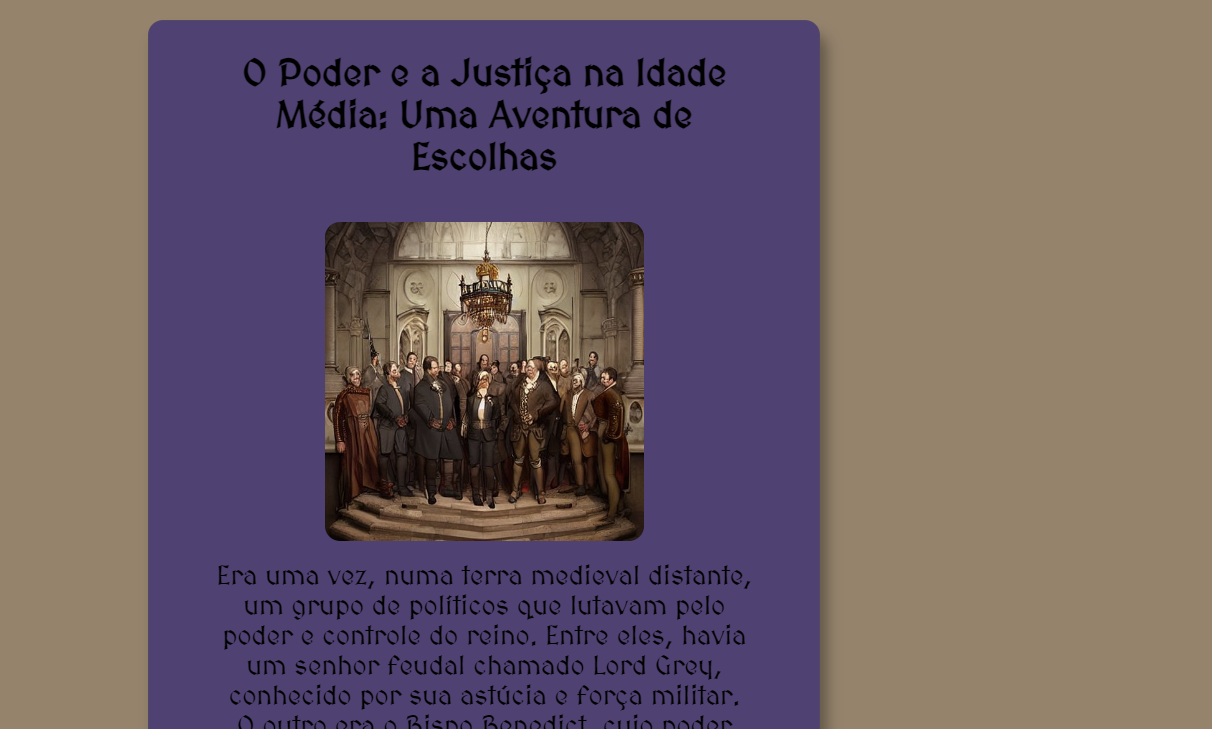 O Poder e a Justiça na Idade
Média: Uma Aventura de
Escolhas
Era uma vez, numa terra medieval distante,
um grupo de políticos que lutavam pelo
poder e controle do reino. Entre eles, havia
um senhor feudal chamado Lord Grey,
conhecido por sua astúcia e força militar.
O outro era o Bispo Benedict, cujo poder